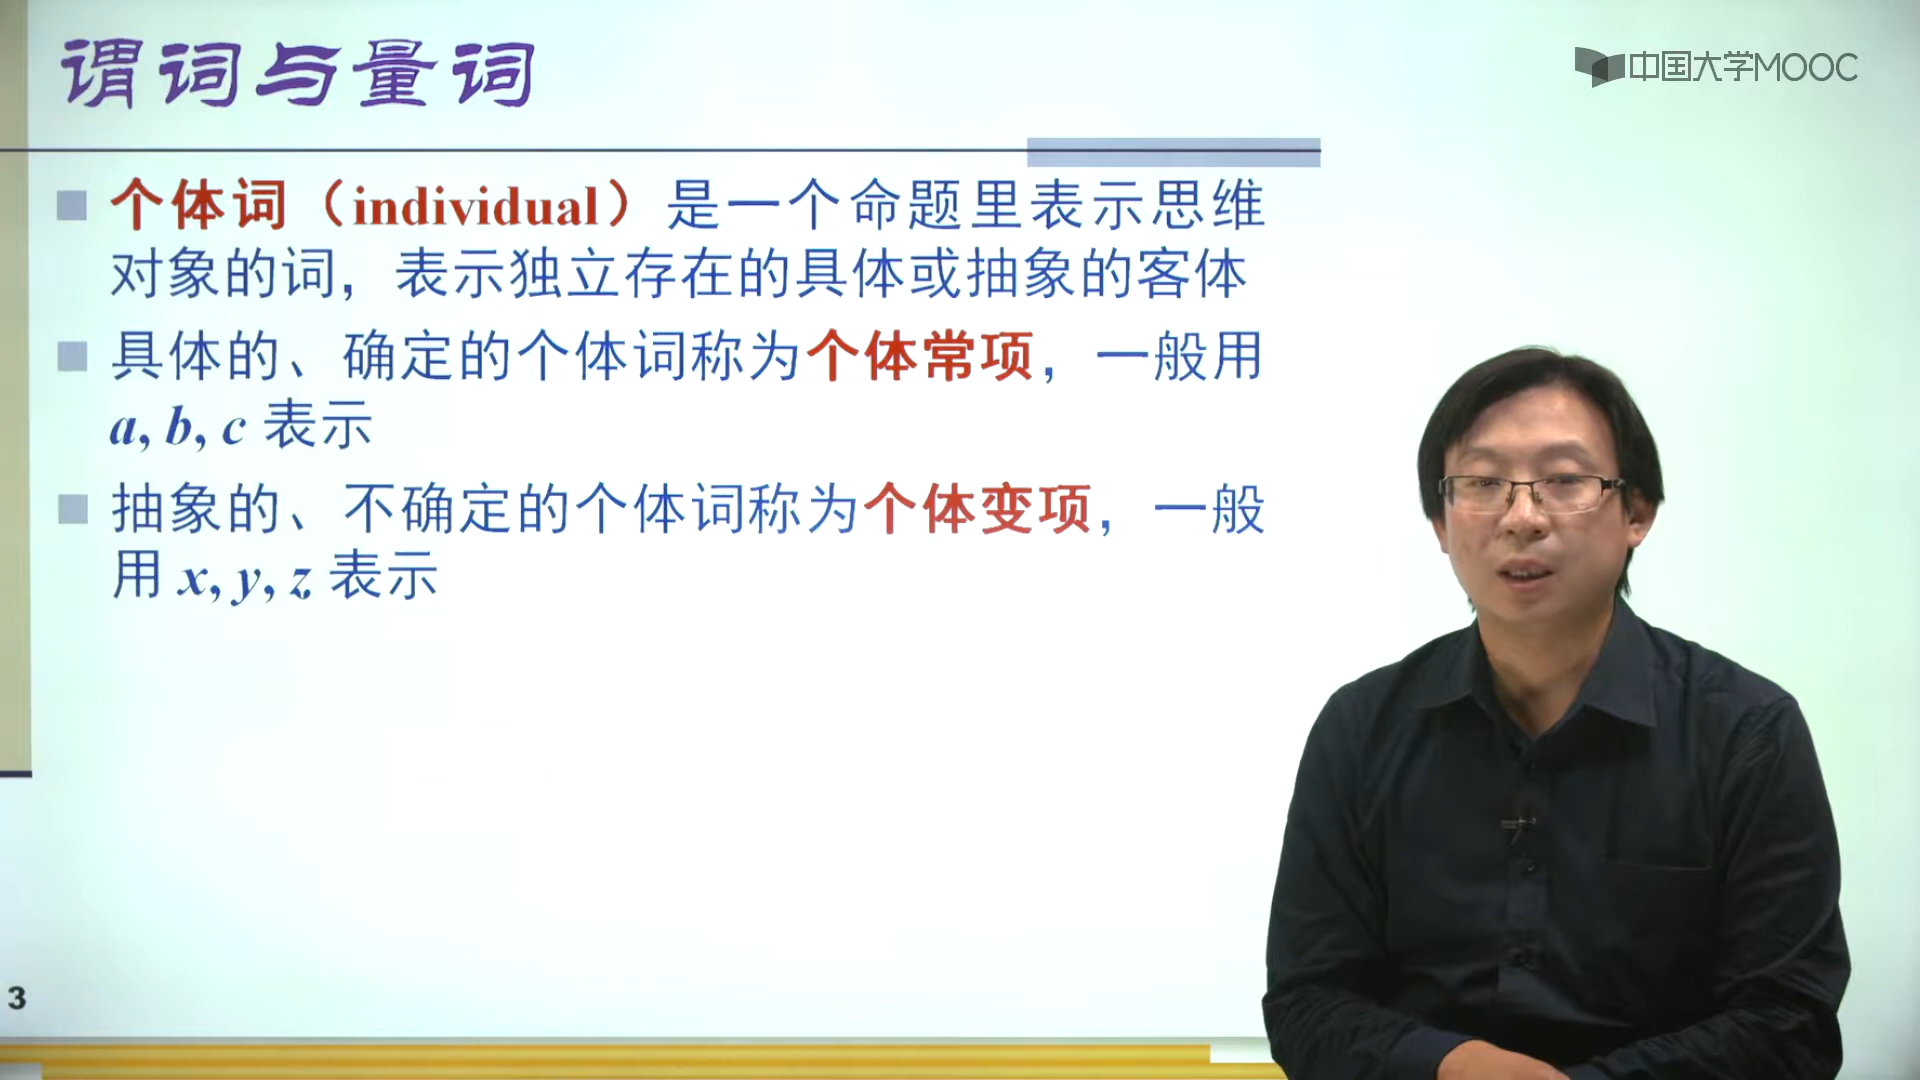 谓词与量词
中国大学MOOC
个体词（individual）是一个命题里表示思维
对象的词，表示独立存在的具体或抽象的客体
具体的、确定的个体词称为个体常项，一般用
a, b, c 表示
抽象的、不确定的个体词称为个体变项，一般
用 x, y, z 表示
3